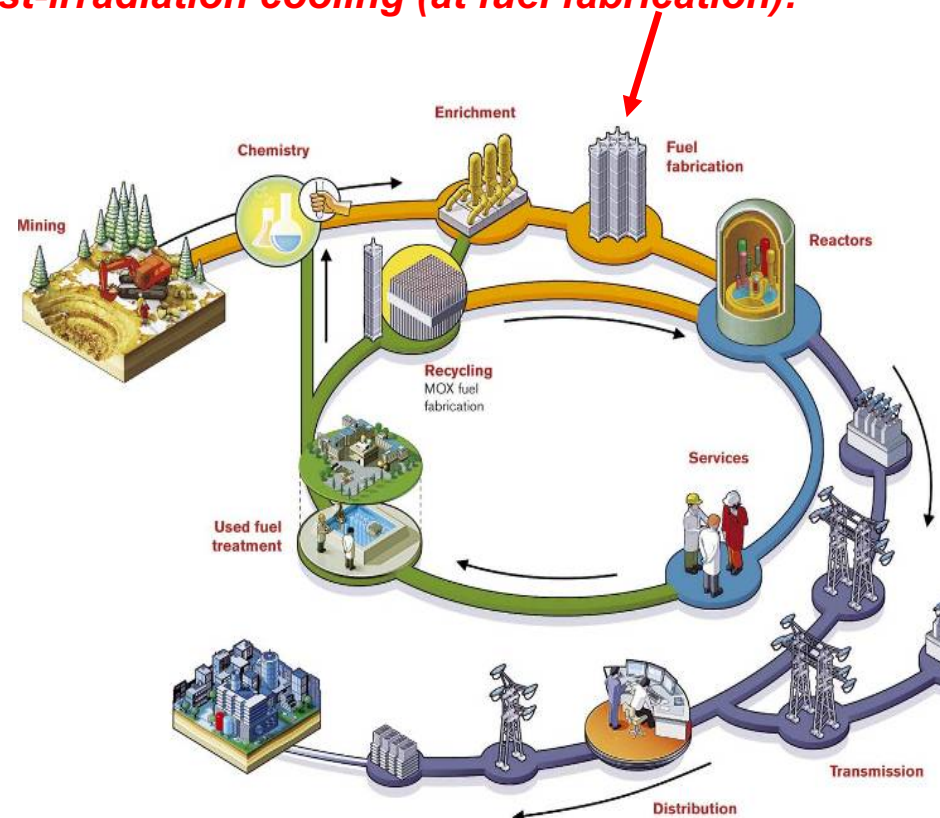 st-irradiation cooling (at fuel fabrication):
Enrichment
Chemistry
Fuel
fabrication
Mining
Reactors
Recycling
MOX fuel
fabrication
Services
Used fuel
treatment
Transmission
Distribution